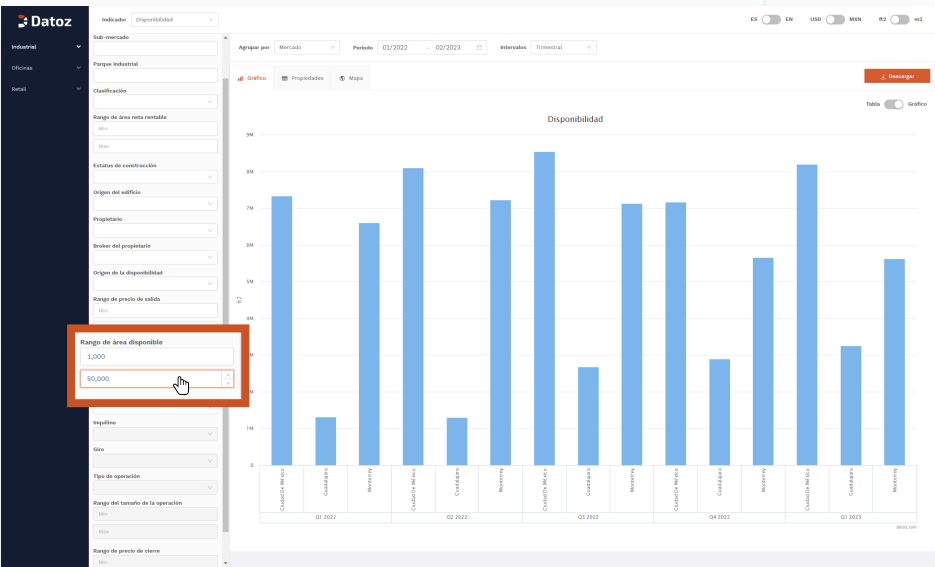 Datoz
Indicador
Disponibilidad
ES
EN
USD
MXN
ft2
m2
Industrial
Oficinas
Retail
Sub-mercado
Parque Industrial
Clasificación
Rango de área neta rentable
Min
Max
Estatus de construcción
Origen del edificio
Propietario
Broker del propietario
Origen de la disponibilidad
Rango de precio de salida
Min
Rango de área disponible
1,000
50,000
Inquilino
Giro
Tipo de operación
Rango del tamaño de la operación
Min
Max
Rango de precio de cierre
Min
Agrupar por
Mercado
Periodo
01/2022
~
02/2023
Intervalos
Trimestral
Gráfico
Propiedades
Mapa
Descargar
Tabla
Gráfico
Disponibilidad
9M
8M
7M
6M
5M
4M
M
M
1M
0
ft2
Ciudad De México
Guadalajara
Monterrey
Ciudad De México
Guadalajara
Monterrey
Ciudad De México
Guadalajara
Monterrey
Ciudad De México
Guadalajara
Monterrey
Ciudad De México
Guadalajara
Monterrey
Q1 2022
Q2 2022
Q3 2022
Q4 2022
Q1 2023
datoz.com